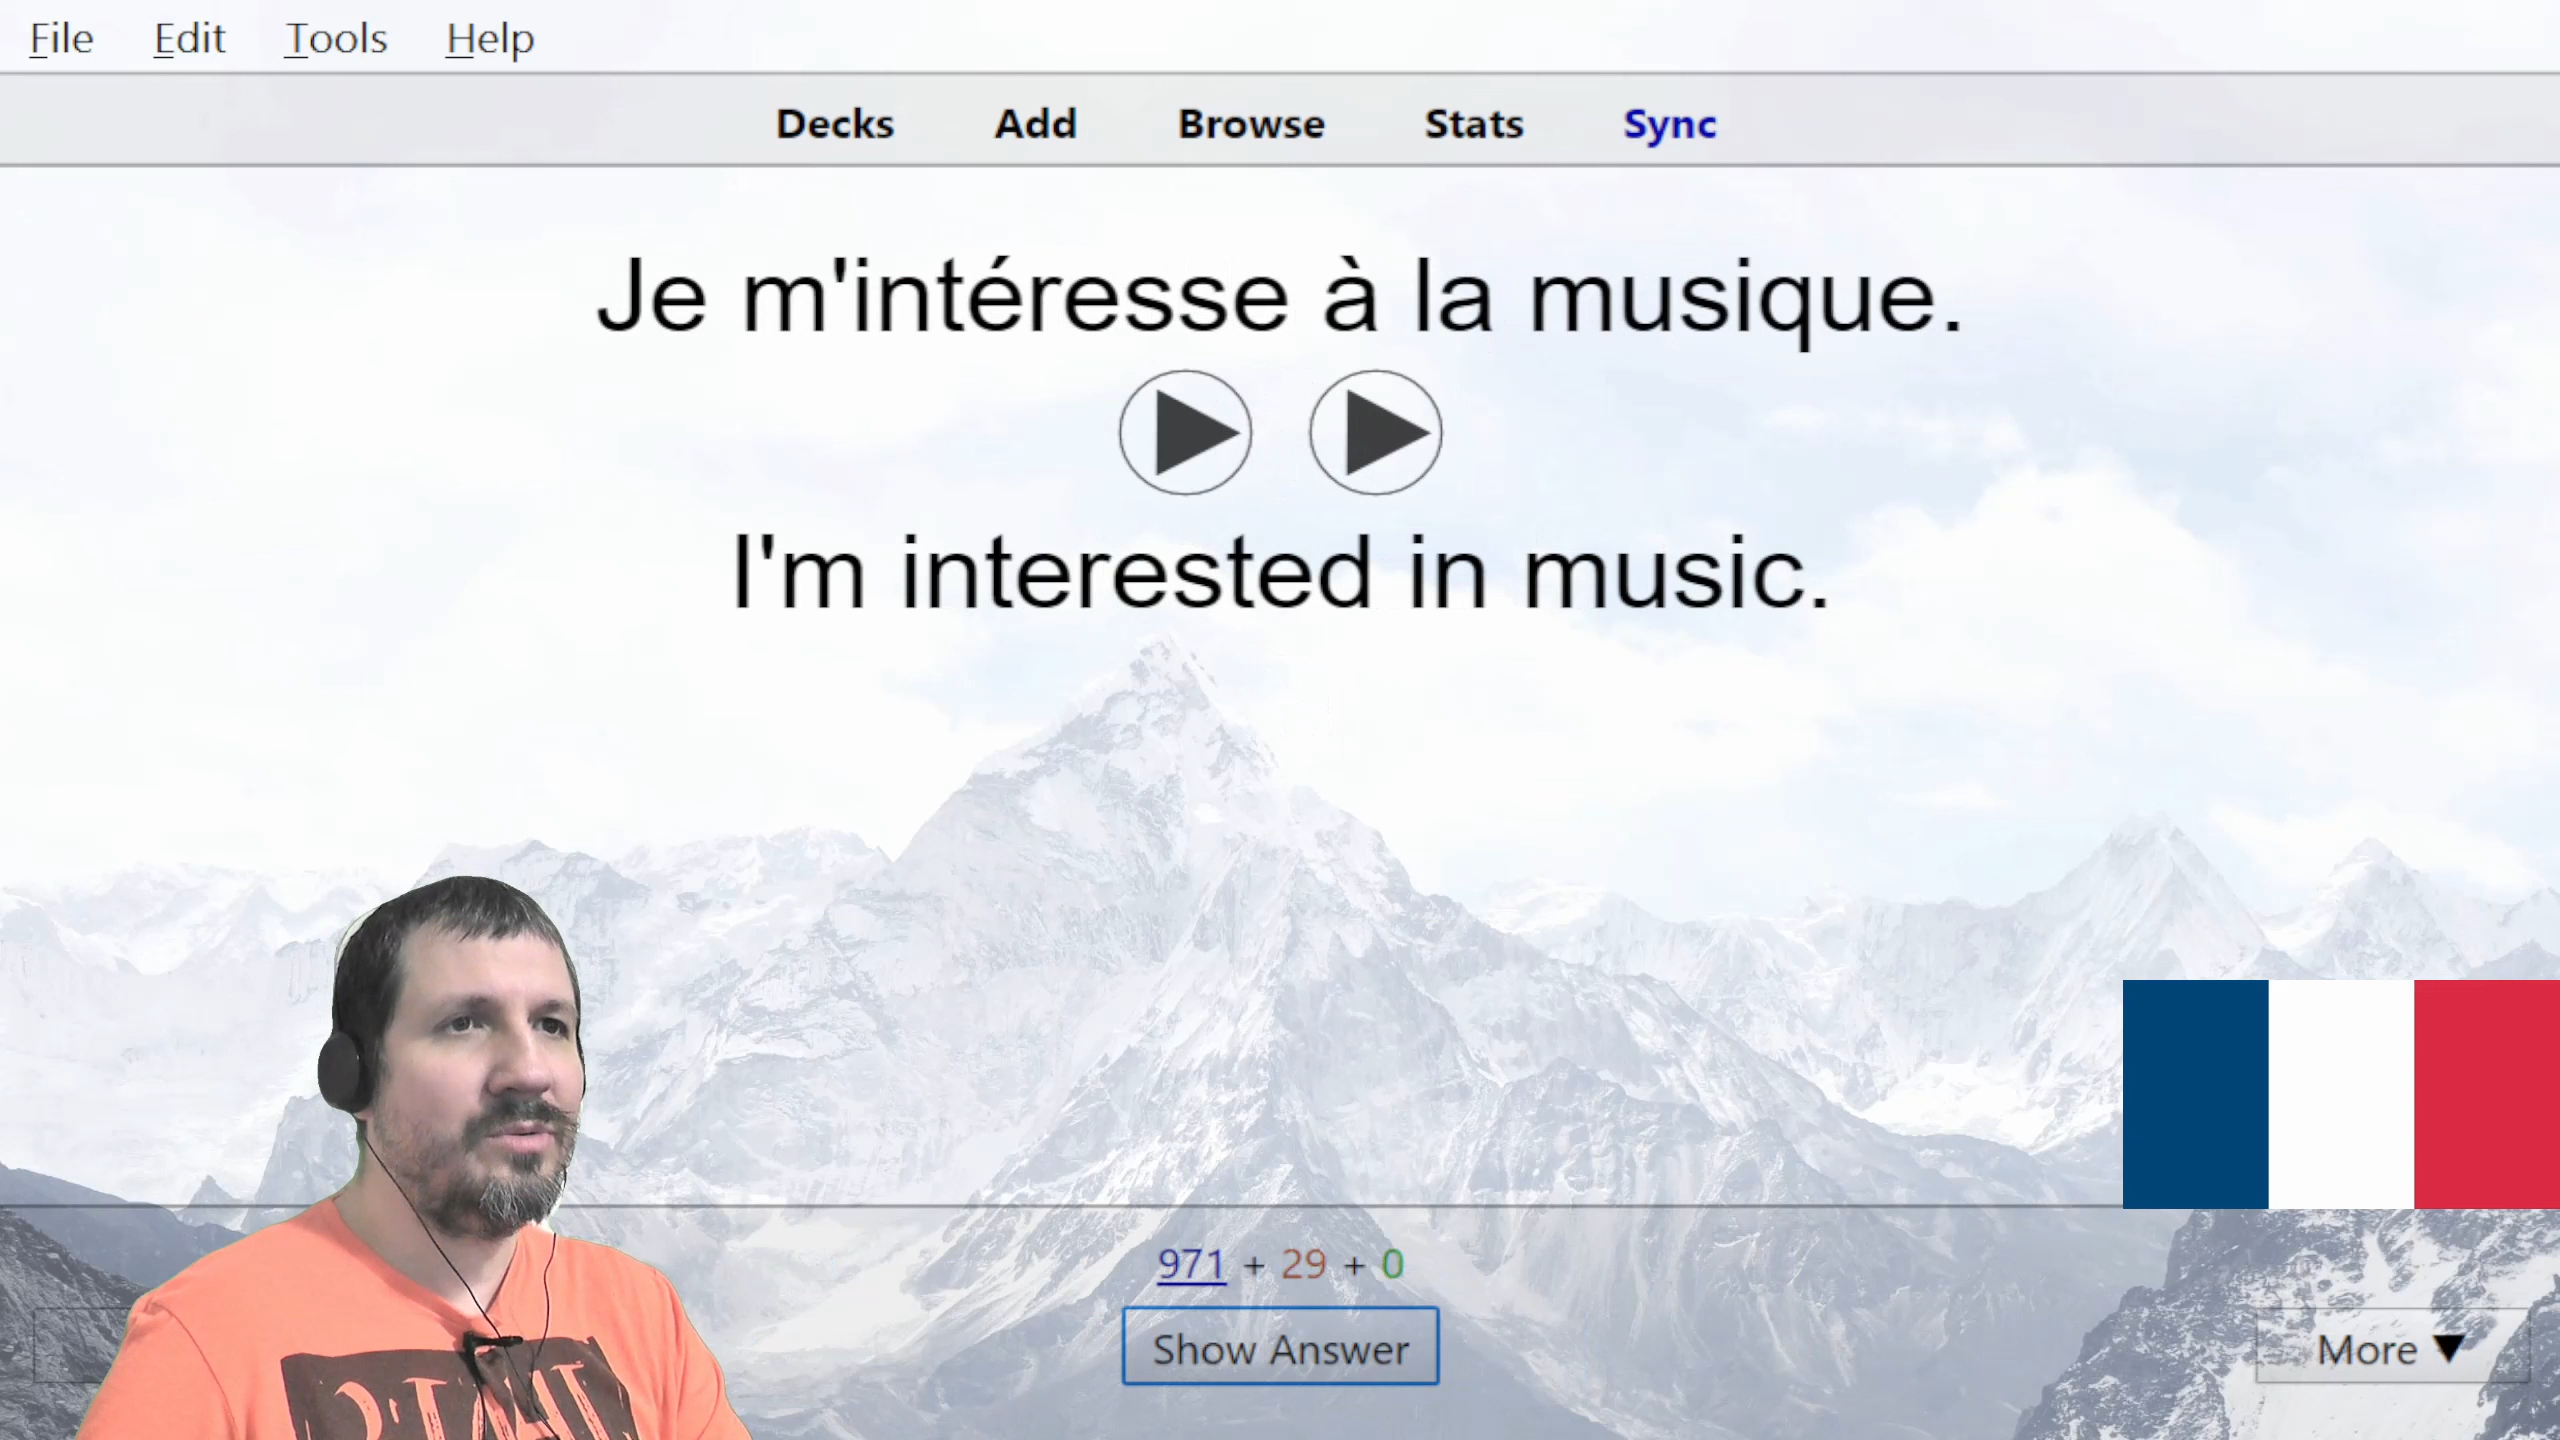 File Edit Tools Help
Decks Add Browse Stats Sync
Je m'intéresse à la musique.
I'm interested in music.
971 + 29 + 0
Show Answer
More ▼